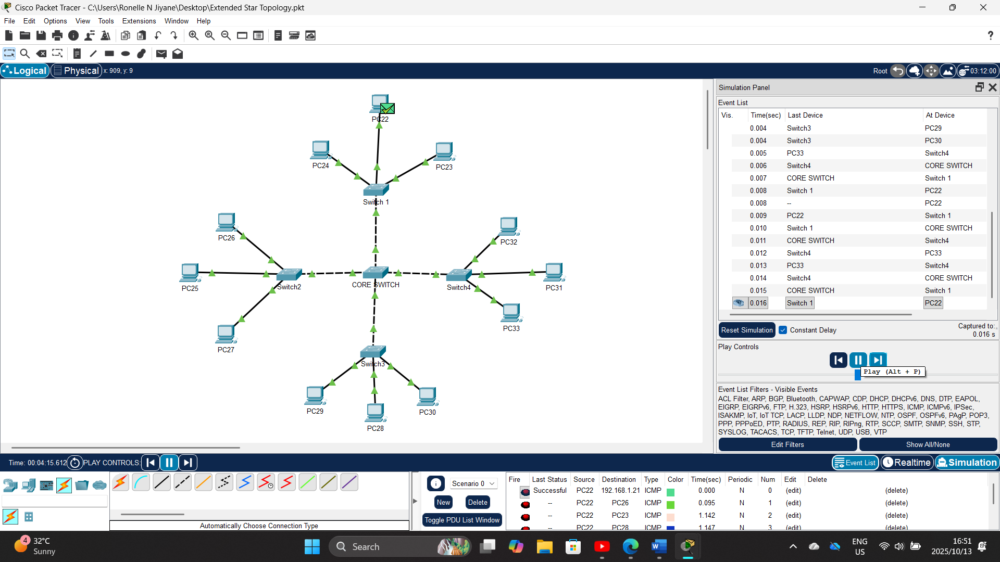 Cisco Packet Tracer - C:\Users\Ronelle N Jiyane\Desktop\Extended Star Topology.pkt
File Edit Options View Tools Extensions Window Help
Logical Physical x: 909, y: 9
Root 03:12:00
PC22
PC24
PC23
Switch 1
PC26
PC32
PC25
Switch2
CORE SWITCH
Switch4
PC31
PC27
PC33
Switch3
PC29
PC30
PC28
Simulation Panel
Event List
Vis. Time(sec) Last Device At Device
0.004 Switch3 PC29
0.004 Switch3 PC30
0.005 PC33 Switch4
0.006 Switch4 CORE SWITCH
0.007 CORE SWITCH Switch 1
0.008 Switch 1 PC22
0.008 -- PC22
0.009 PC22 Switch 1
0.010 Switch 1 CORE SWITCH
0.011 CORE SWITCH Switch4
0.012 Switch4 PC33
0.013 PC33 Switch4
0.014 Switch4 CORE SWITCH
0.015 CORE SWITCH Switch 1
0.016 Switch 1 PC22
Reset Simulation Constant Delay Captured to:
0.016 s
Play Controls
Play (Alt + P)
Event List Filters - Visible Events
ACL Filter, ARP, BGP, Bluetooth, CAPWAP, CDP, DHCP, DHCPv6, DNS, DTP, EAPOL,
EIGRP, EIGRPv6, FTP, H.323, HSRP, HSRPv6, HTTP, HTTPS, ICMP, ICMPv6, IPSec,
ISAKMP, IoT, IoT TCP, LACP, LLDP, NDP, NETFLOW, NTP, OSPF, OSPFv6, PAgP, POP3,
PPP, PPPoED, PTP, RADIUS, REP, RIP, RIPng, RTP, SCCP, SMTP, SNMP, SSH, STP,
SYSLOG, TACACS, TCP, TFTP, Telnet, UDP, USB, VTP
Edit Filters Show All/None
Time: 00:04:15.612 PLAY CONTROLS:
Event List Realtime Simulation
Automatically Choose Connection Type
Scenario 0
New Delete
Toggle PDU List Window
Fire Last Status Source Destination Type Color Time(sec) Periodic Num Edit Delete
Successful PC22 192.168.1.21 ICMP 0.000 N 0 (edit) (delete)
-- PC22 PC26 ICMP 0.095 N 1 (edit) (delete)
-- PC22 PC23 ICMP 1.142 N 2 (edit) (delete)
-- PC22 PC28 ICMP 1.147 N 3 (edit) (delete)
4 32°C
Sunny
Search
ENG
US
16:51
2025/10/13